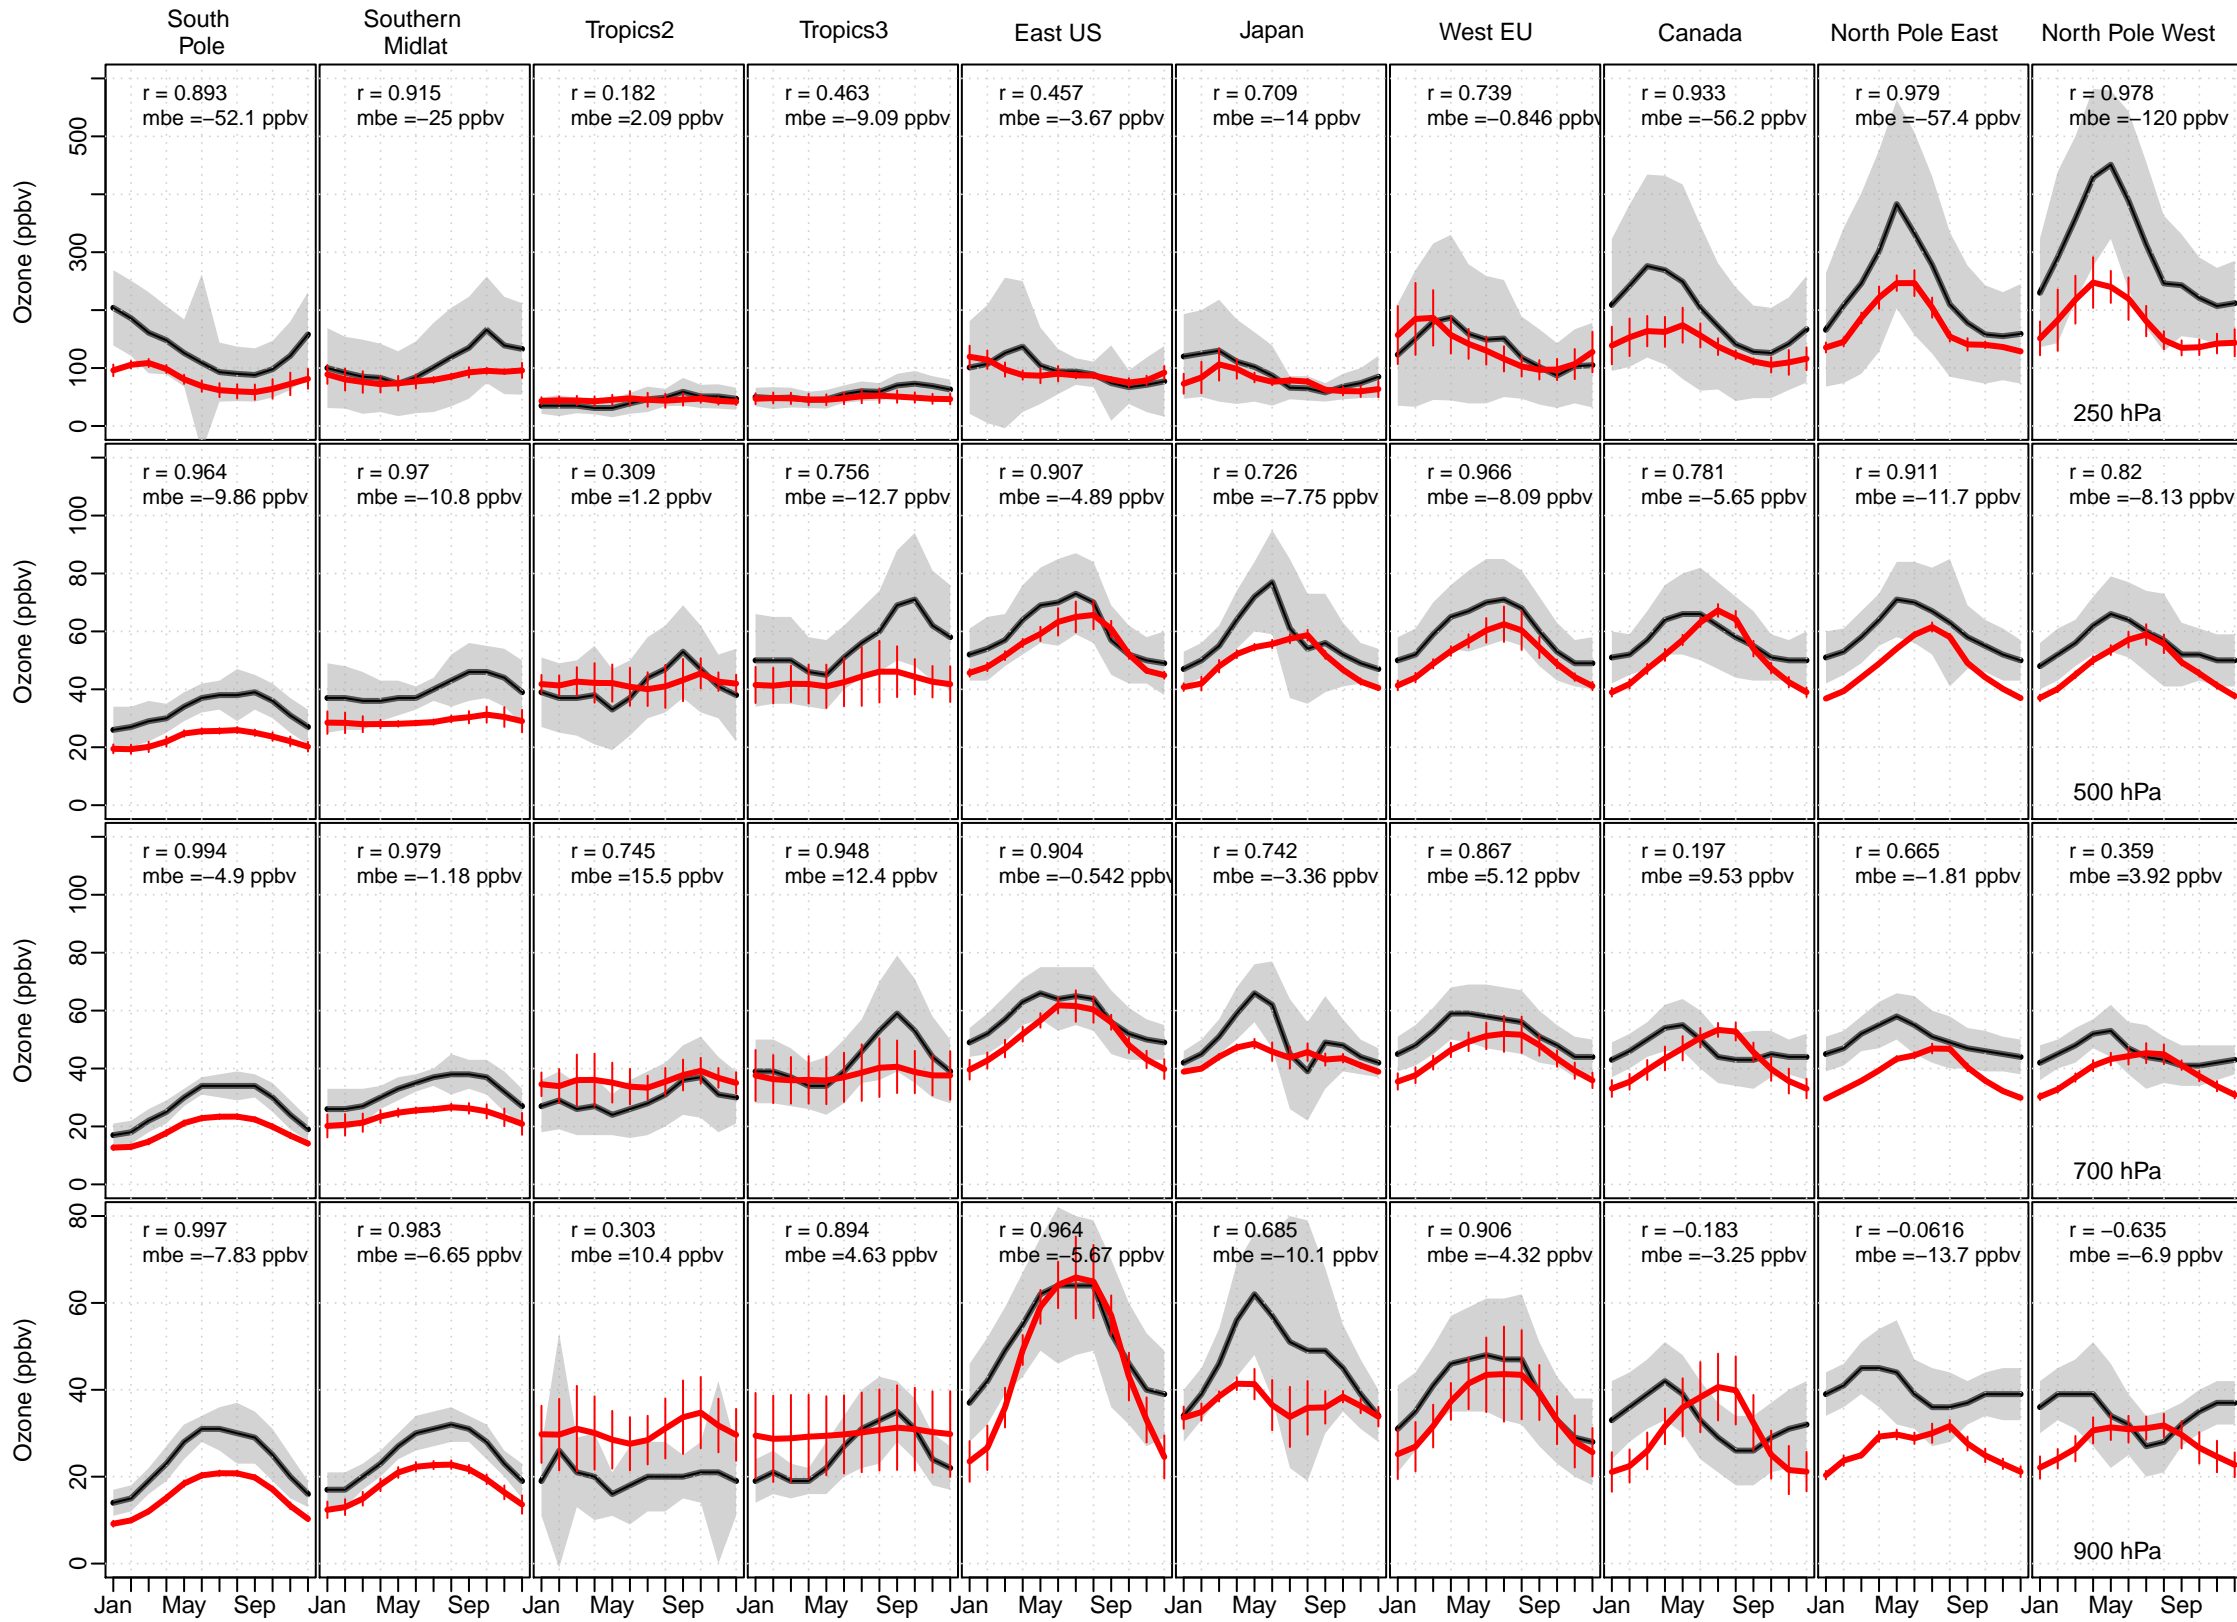 South
Pole
Southern
Midlat
Tropics2
Tropics3
East US
Japan
West EU
Canada
North Pole East
North Pole West
Ozone (ppbv)
0
100
300
500
r = 0.893
mbe =−52.1 ppbv
r = 0.915
mbe =−25 ppbv
r = 0.182
mbe =2.09 ppbv
r = 0.463
mbe =−9.09 ppbv
r = 0.457
mbe =−3.67 ppbv
r = 0.709
mbe =−14 ppbv
r = 0.739
mbe =−0.846 ppbv
r = 0.933
mbe =−56.2 ppbv
r = 0.979
mbe =−57.4 ppbv
r = 0.978
mbe =−120 ppbv
250 hPa
Ozone (ppbv)
0
20
40
60
80
100
r = 0.964
mbe =−9.86 ppbv
r = 0.97
mbe =−10.8 ppbv
r = 0.309
mbe =1.2 ppbv
r = 0.756
mbe =−12.7 ppbv
r = 0.907
mbe =−4.89 ppbv
r = 0.726
mbe =−7.75 ppbv
r = 0.966
mbe =−8.09 ppbv
r = 0.781
mbe =−5.65 ppbv
r = 0.911
mbe =−11.7 ppbv
r = 0.82
mbe =−8.13 ppbv
500 hPa
Ozone (ppbv)
0
20
40
60
80
100
r = 0.994
mbe =−4.9 ppbv
r = 0.979
mbe =−1.18 ppbv
r = 0.745
mbe =15.5 ppbv
r = 0.948
mbe =12.4 ppbv
r = 0.904
mbe =−0.542 ppbv
r = 0.742
mbe =−3.36 ppbv
r = 0.867
mbe =5.12 ppbv
r = 0.197
mbe =9.53 ppbv
r = 0.665
mbe =−1.81 ppbv
r = 0.359
mbe =3.92 ppbv
700 hPa
Ozone (ppbv)
0
20
40
60
80
r = 0.997
mbe =−7.83 ppbv
r = 0.983
mbe =−6.65 ppbv
r = 0.303
mbe =10.4 ppbv
r = 0.894
mbe =4.63 ppbv
r = 0.964
mbe =−5.67 ppbv
r = 0.685
mbe =−10.1 ppbv
r = 0.906
mbe =−4.32 ppbv
r = −0.183
mbe =−3.25 ppbv
r = −0.0616
mbe =−13.7 ppbv
r = −0.635
mbe =−6.9 ppbv
900 hPa
Jan May Sep Jan May Sep Jan May Sep Jan May Sep Jan May Sep Jan May Sep Jan May Sep Jan May Sep Jan May Sep Jan May Sep